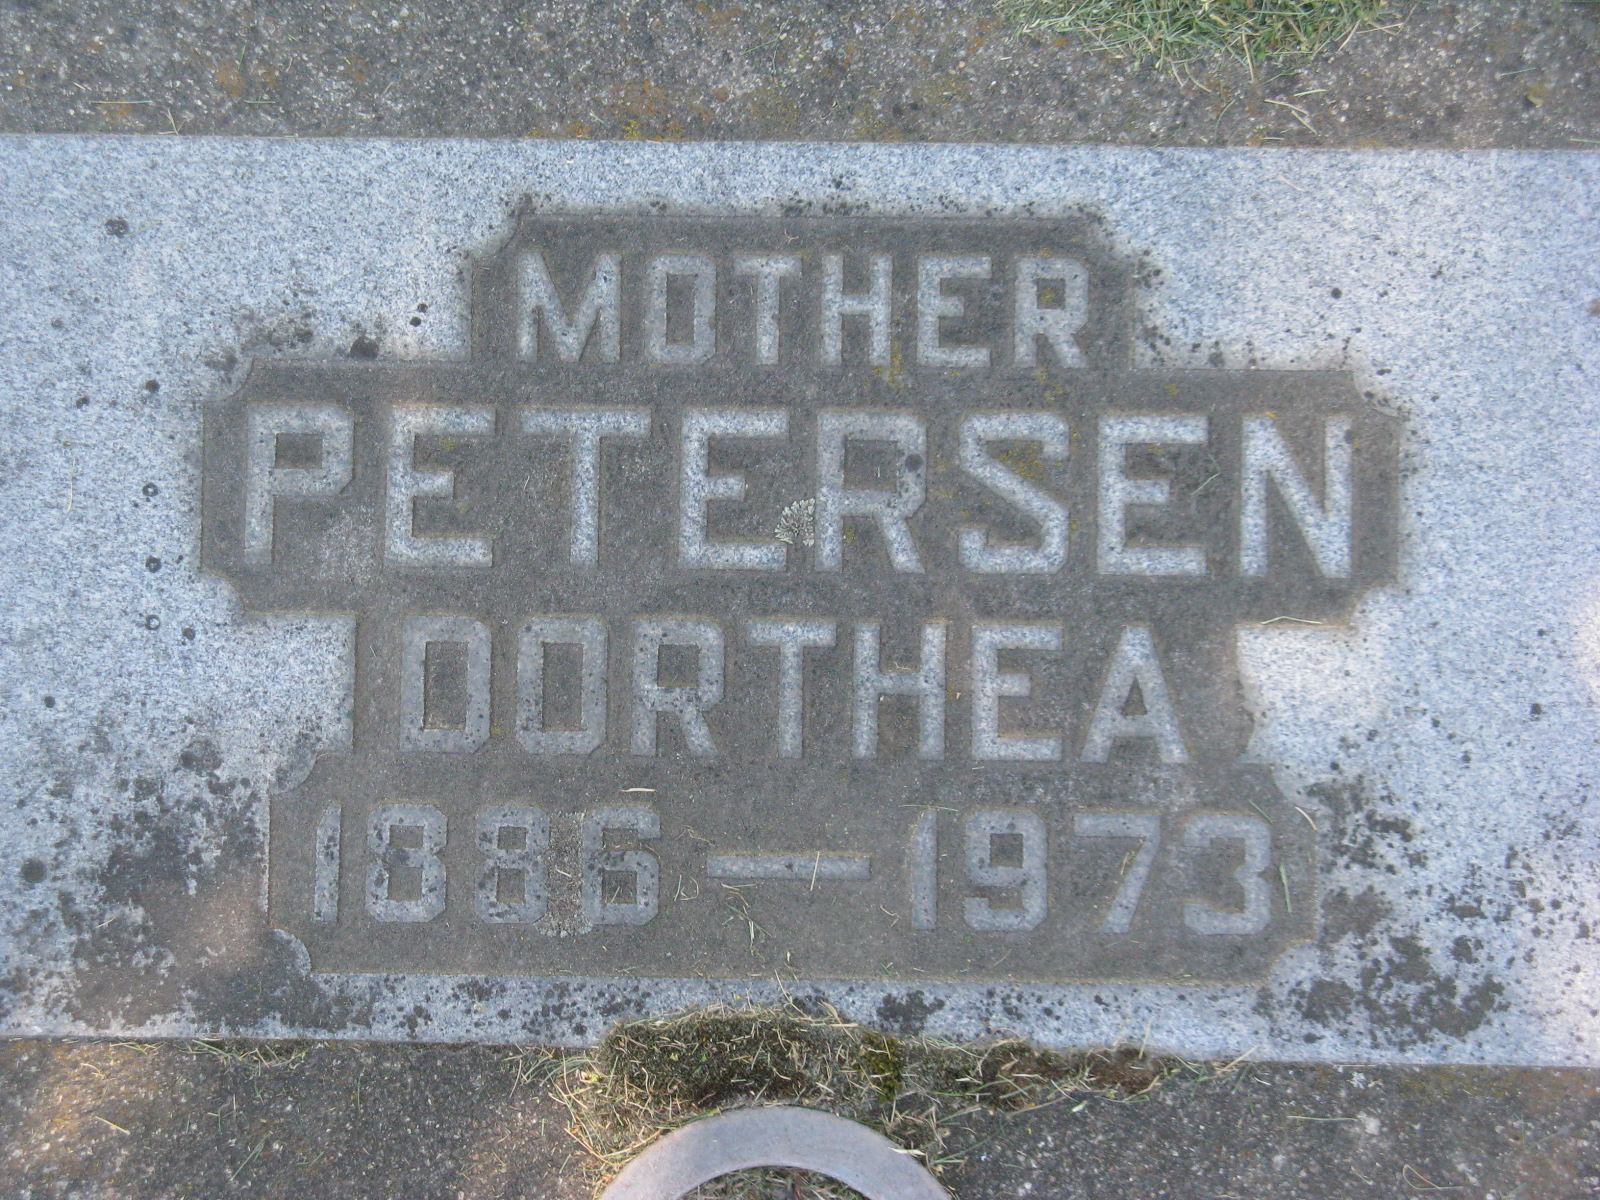 MOTHER
PETERSEN
DORTHEA
1886 — 1973